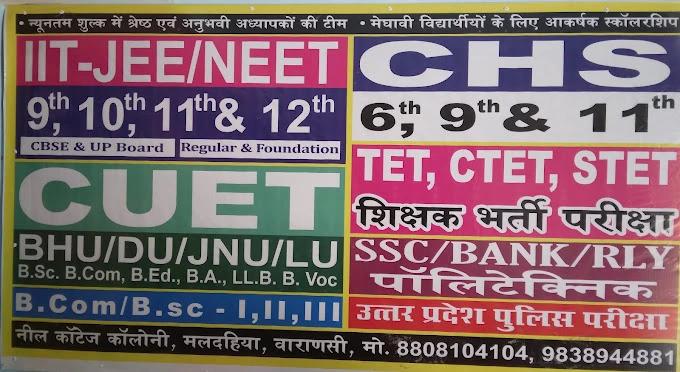 • न्यूनतम शुल्क में श्रेष्ठ एवं अनुभवी अध्यापकों की टीम • मेधावी विद्यार्थीयों के लिए आकर्षक स्कॉलरशिप
IIT-JEE/NEET
9th, 10th, 11th & 12th
CBSE & UP Board Regular & Foundation
CUET
BHU/DU/JNU/LU
B.Sc. B.Com, B.Ed., B.A., LL.B. B. Voc
B.Com/B.sc - I,II,III
CHS
6th, 9th & 11th
TET, CTET, STET
शिक्षक भर्ती परीक्षा
SSC/BANK/RLY
पॉलिटेक्निक
उत्तर प्रदेश पुलिस परीक्षा
नील कॉटेज कॉलोनी, मलदहिया, वाराणसी, मो. 8808104104, 9838944881